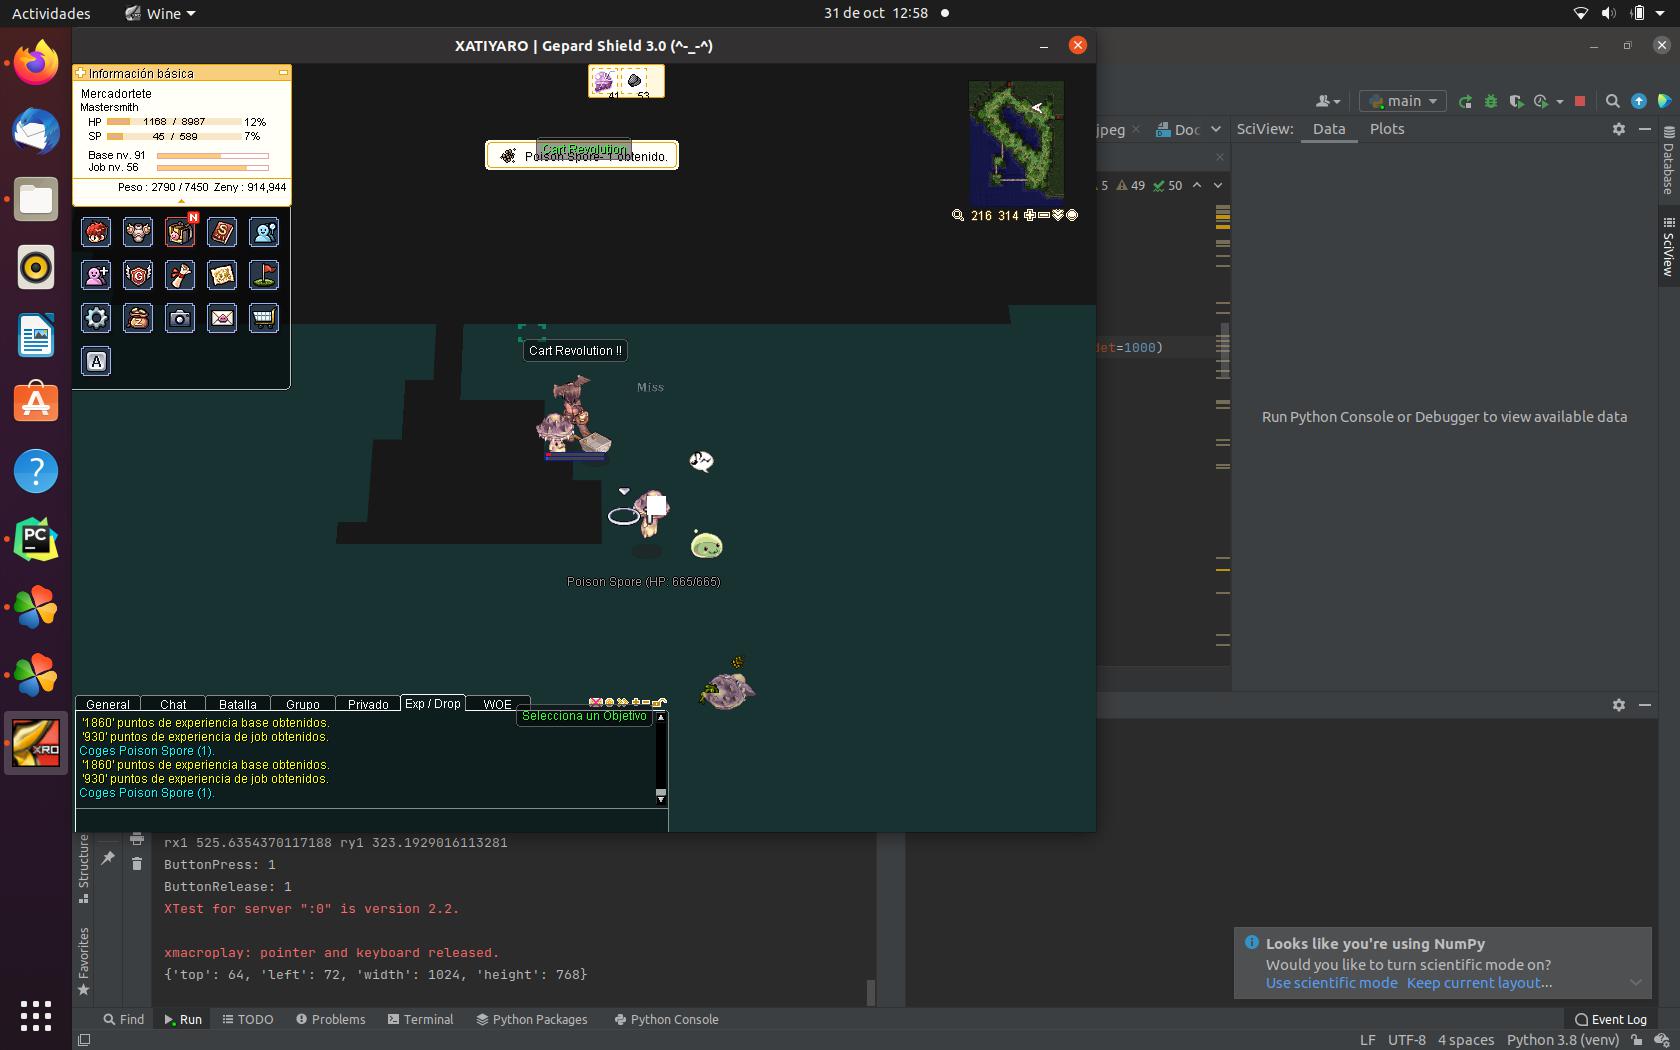 Actividades
Wine
31 de oct 12:58
XATIYARO | Gepard Shield 3.0 (^-_-^)
Información básica
Mercadortete
Mastersmith
HP 1168 / 8987 12%
SP 45 / 589 7%
Base nv. 91
Job nv. 56
Peso : 2790 / 7450 Zeny : 914,944
N
A
41 53
Cart Revolution
Poison Spore- 1 obtenido.
216 314
Cart Revolution !!
Miss
Poison Spore (HP: 665/665)
General Chat Batalla Grupo Privado Exp / Drop WOE
Selecciona un Objetivo
'1860' puntos de experiencia base obtenidos.
'930' puntos de experiencia de job obtenidos.
Coges Poison Spore (1).
'1860' puntos de experiencia base obtenidos.
'930' puntos de experiencia de job obtenidos.
Coges Poison Spore (1).
main
jpeg
Doc
SciView: Data Plots
5 49 50
det=1000)
Run Python Console or Debugger to view available data
Database
SciView
PC
XRO
Structure
Favorites
rx1 525.6354370117188 ry1 323.1929016113281
ButtonPress: 1
ButtonRelease: 1
XTest for server ":0" is version 2.2.
xmacroplay: pointer and keyboard released.
{'top': 64, 'left': 72, 'width': 1024, 'height': 768}
Looks like you're using NumPy
Would you like to turn scientific mode on?
Use scientific mode Keep current layout...
Find Run TODO Problems Terminal Python Packages Python Console
Event Log
LF UTF-8 4 spaces Python 3.8 (venv)